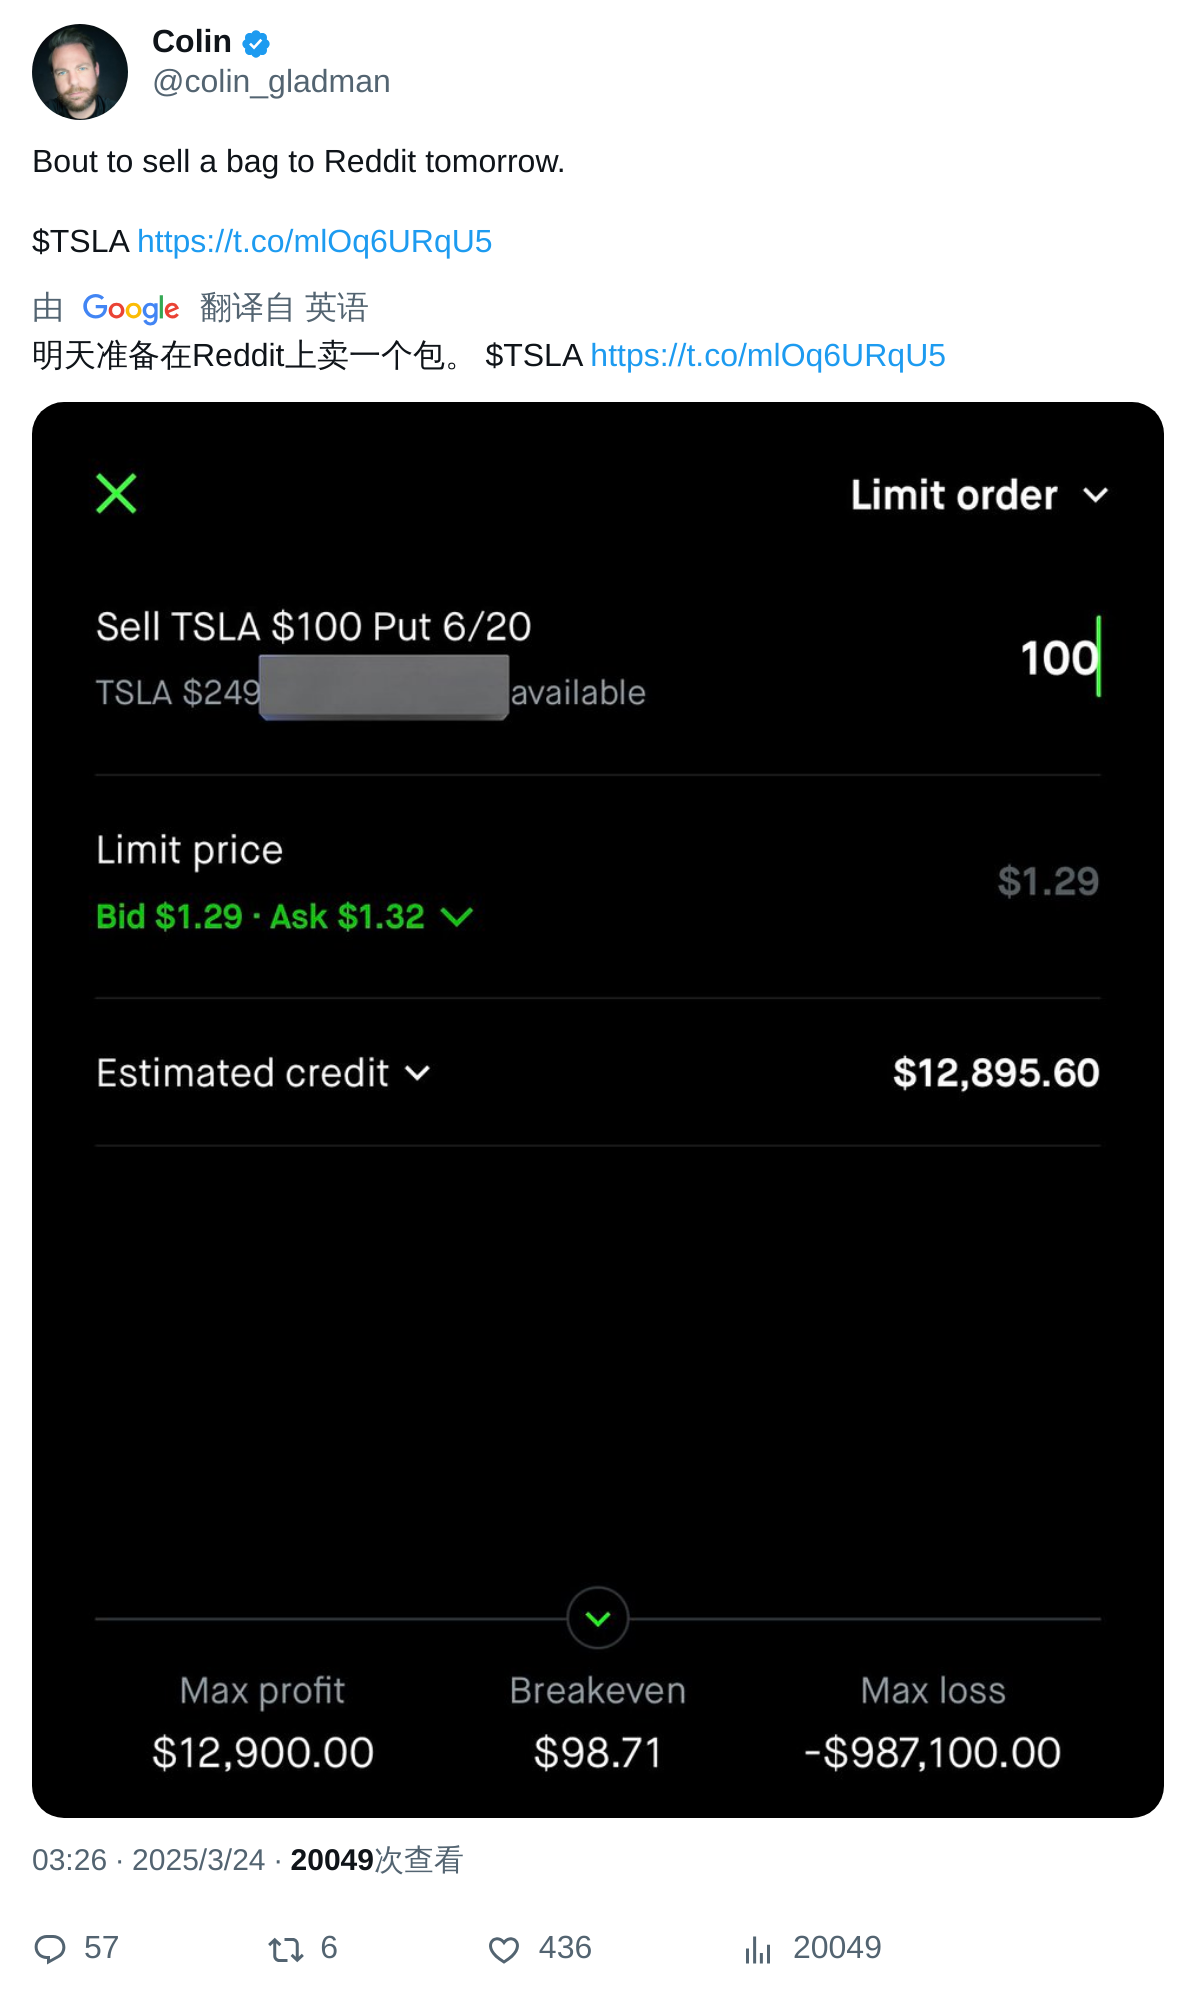 Colin
@colin_gladman
Bout to sell a bag to Reddit tomorrow.
$TSLA https://t.co/mlOq6URqU5
由 Google 翻译自 英语
明天准备在Reddit上卖一个包。 $TSLA https://t.co/mlOq6URqU5
Limit order
Sell TSLA $100 Put 6/20
100
TSLA $249 available
Limit price
$1.29
Bid $1.29 · Ask $1.32
Estimated credit
$12,895.60
Max profit
Breakeven
Max loss
$12,900.00
$98.71
-$987,100.00
03:26 · 2025/3/24 · 20049次查看
57
6
436
20049